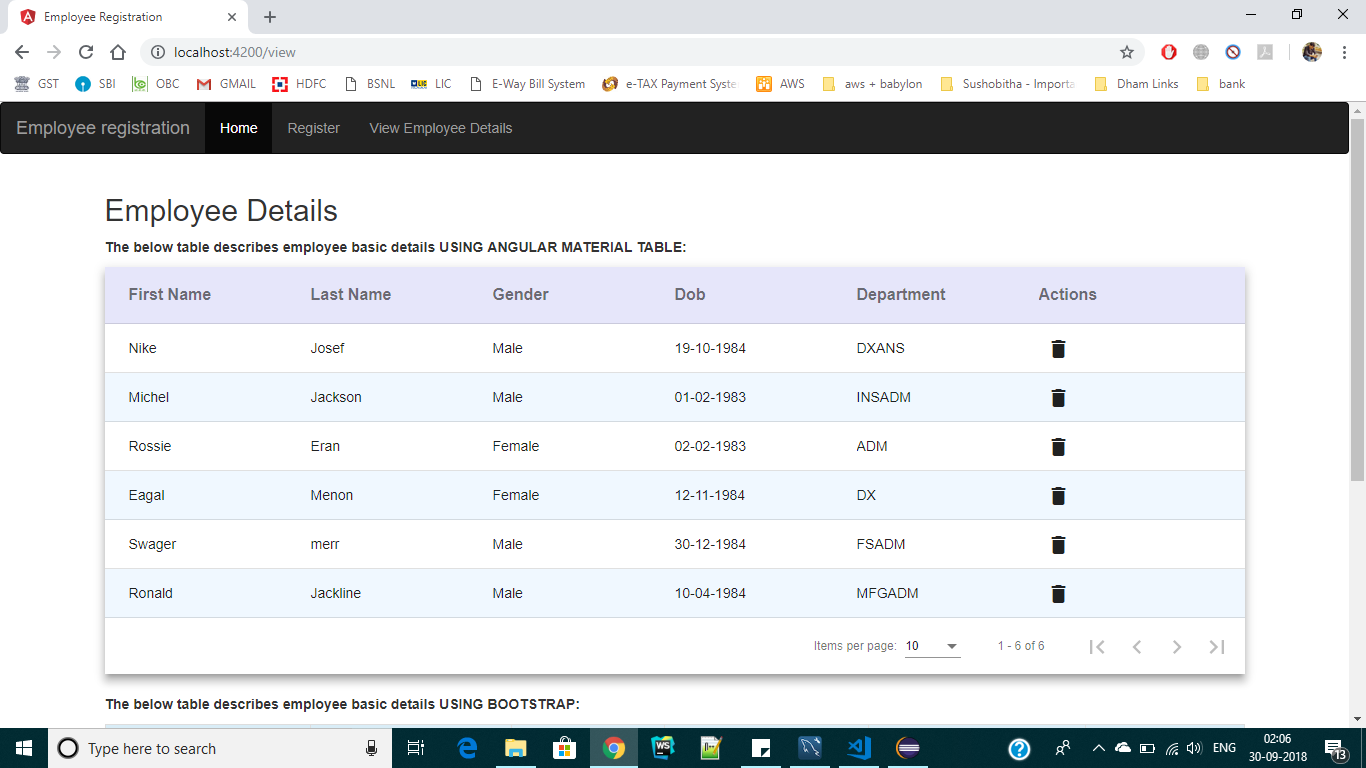 Employee Registration
localhost:4200/view
GST SBI OBC GMAIL HDFC BSNL LIC E-Way Bill System e-TAX Payment Syste AWS aws + babylon Sushobitha - Importa Dham Links bank
Employee registration Home Register View Employee Details
Employee Details
The below table describes employee basic details USING ANGULAR MATERIAL TABLE:
First Name Last Name Gender Dob Department Actions
Nike Josef Male 19-10-1984 DXANS
Michel Jackson Male 01-02-1983 INSADM
Rossie Eran Female 02-02-1983 ADM
Eagal Menon Female 12-11-1984 DX
Swager merr Male 30-12-1984 FSADM
Ronald Jackline Male 10-04-1984 MFGADM
Items per page: 10 1 - 6 of 6
The below table describes employee basic details USING BOOTSTRAP:
Type here to search WS ENG 02:06 13
30-09-2018